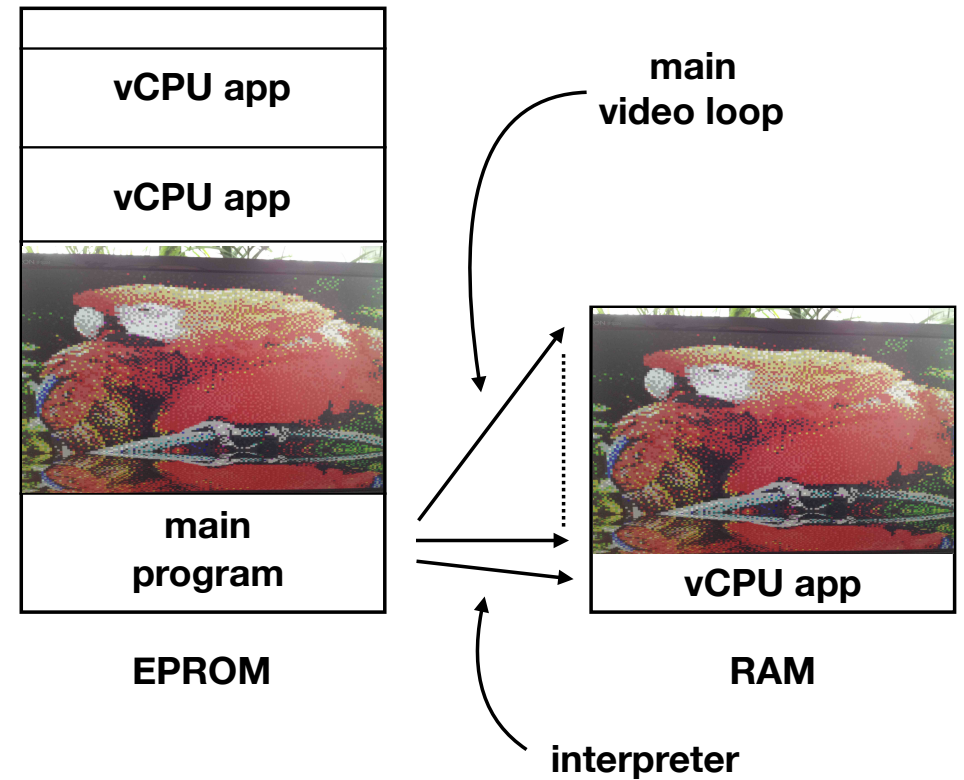 vCPU app
vCPU app
main
program
EPROM
main
video loop
vCPU app
RAM
interpreter